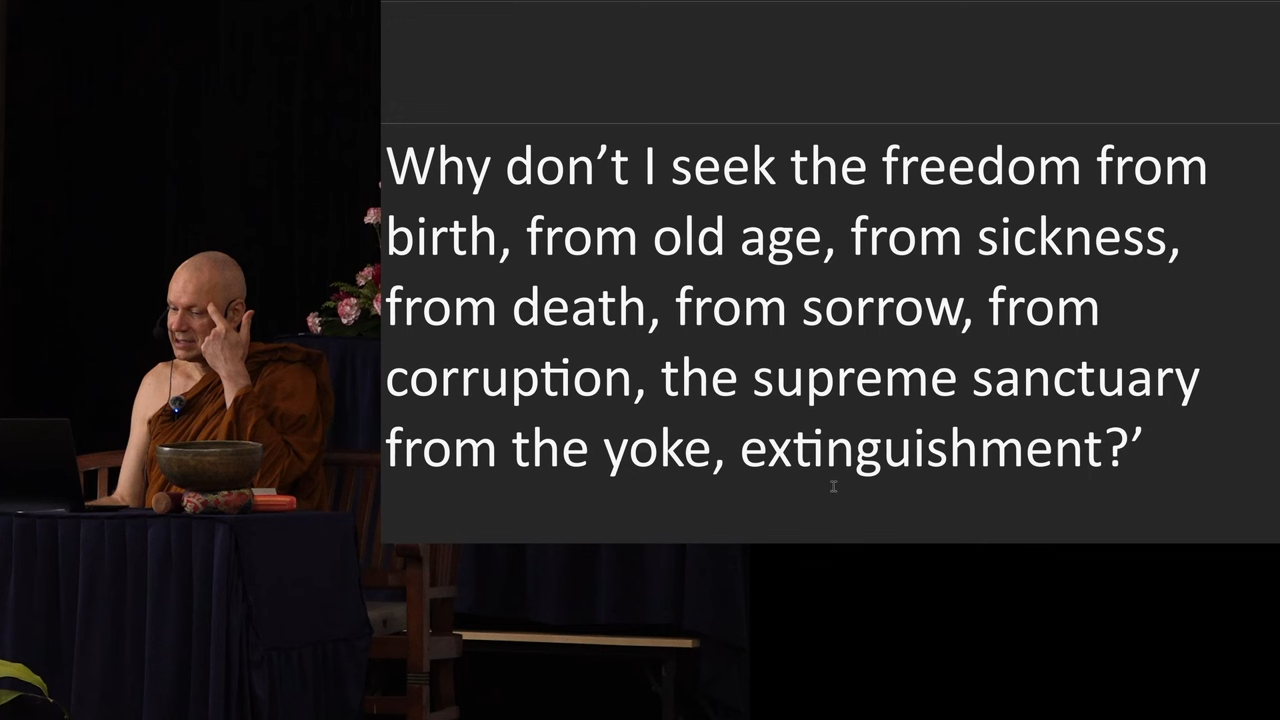 Why don’t I seek the freedom from
birth, from old age, from sickness,
from death, from sorrow, from
corruption, the supreme sanctuary
from the yoke, extinguishment?’